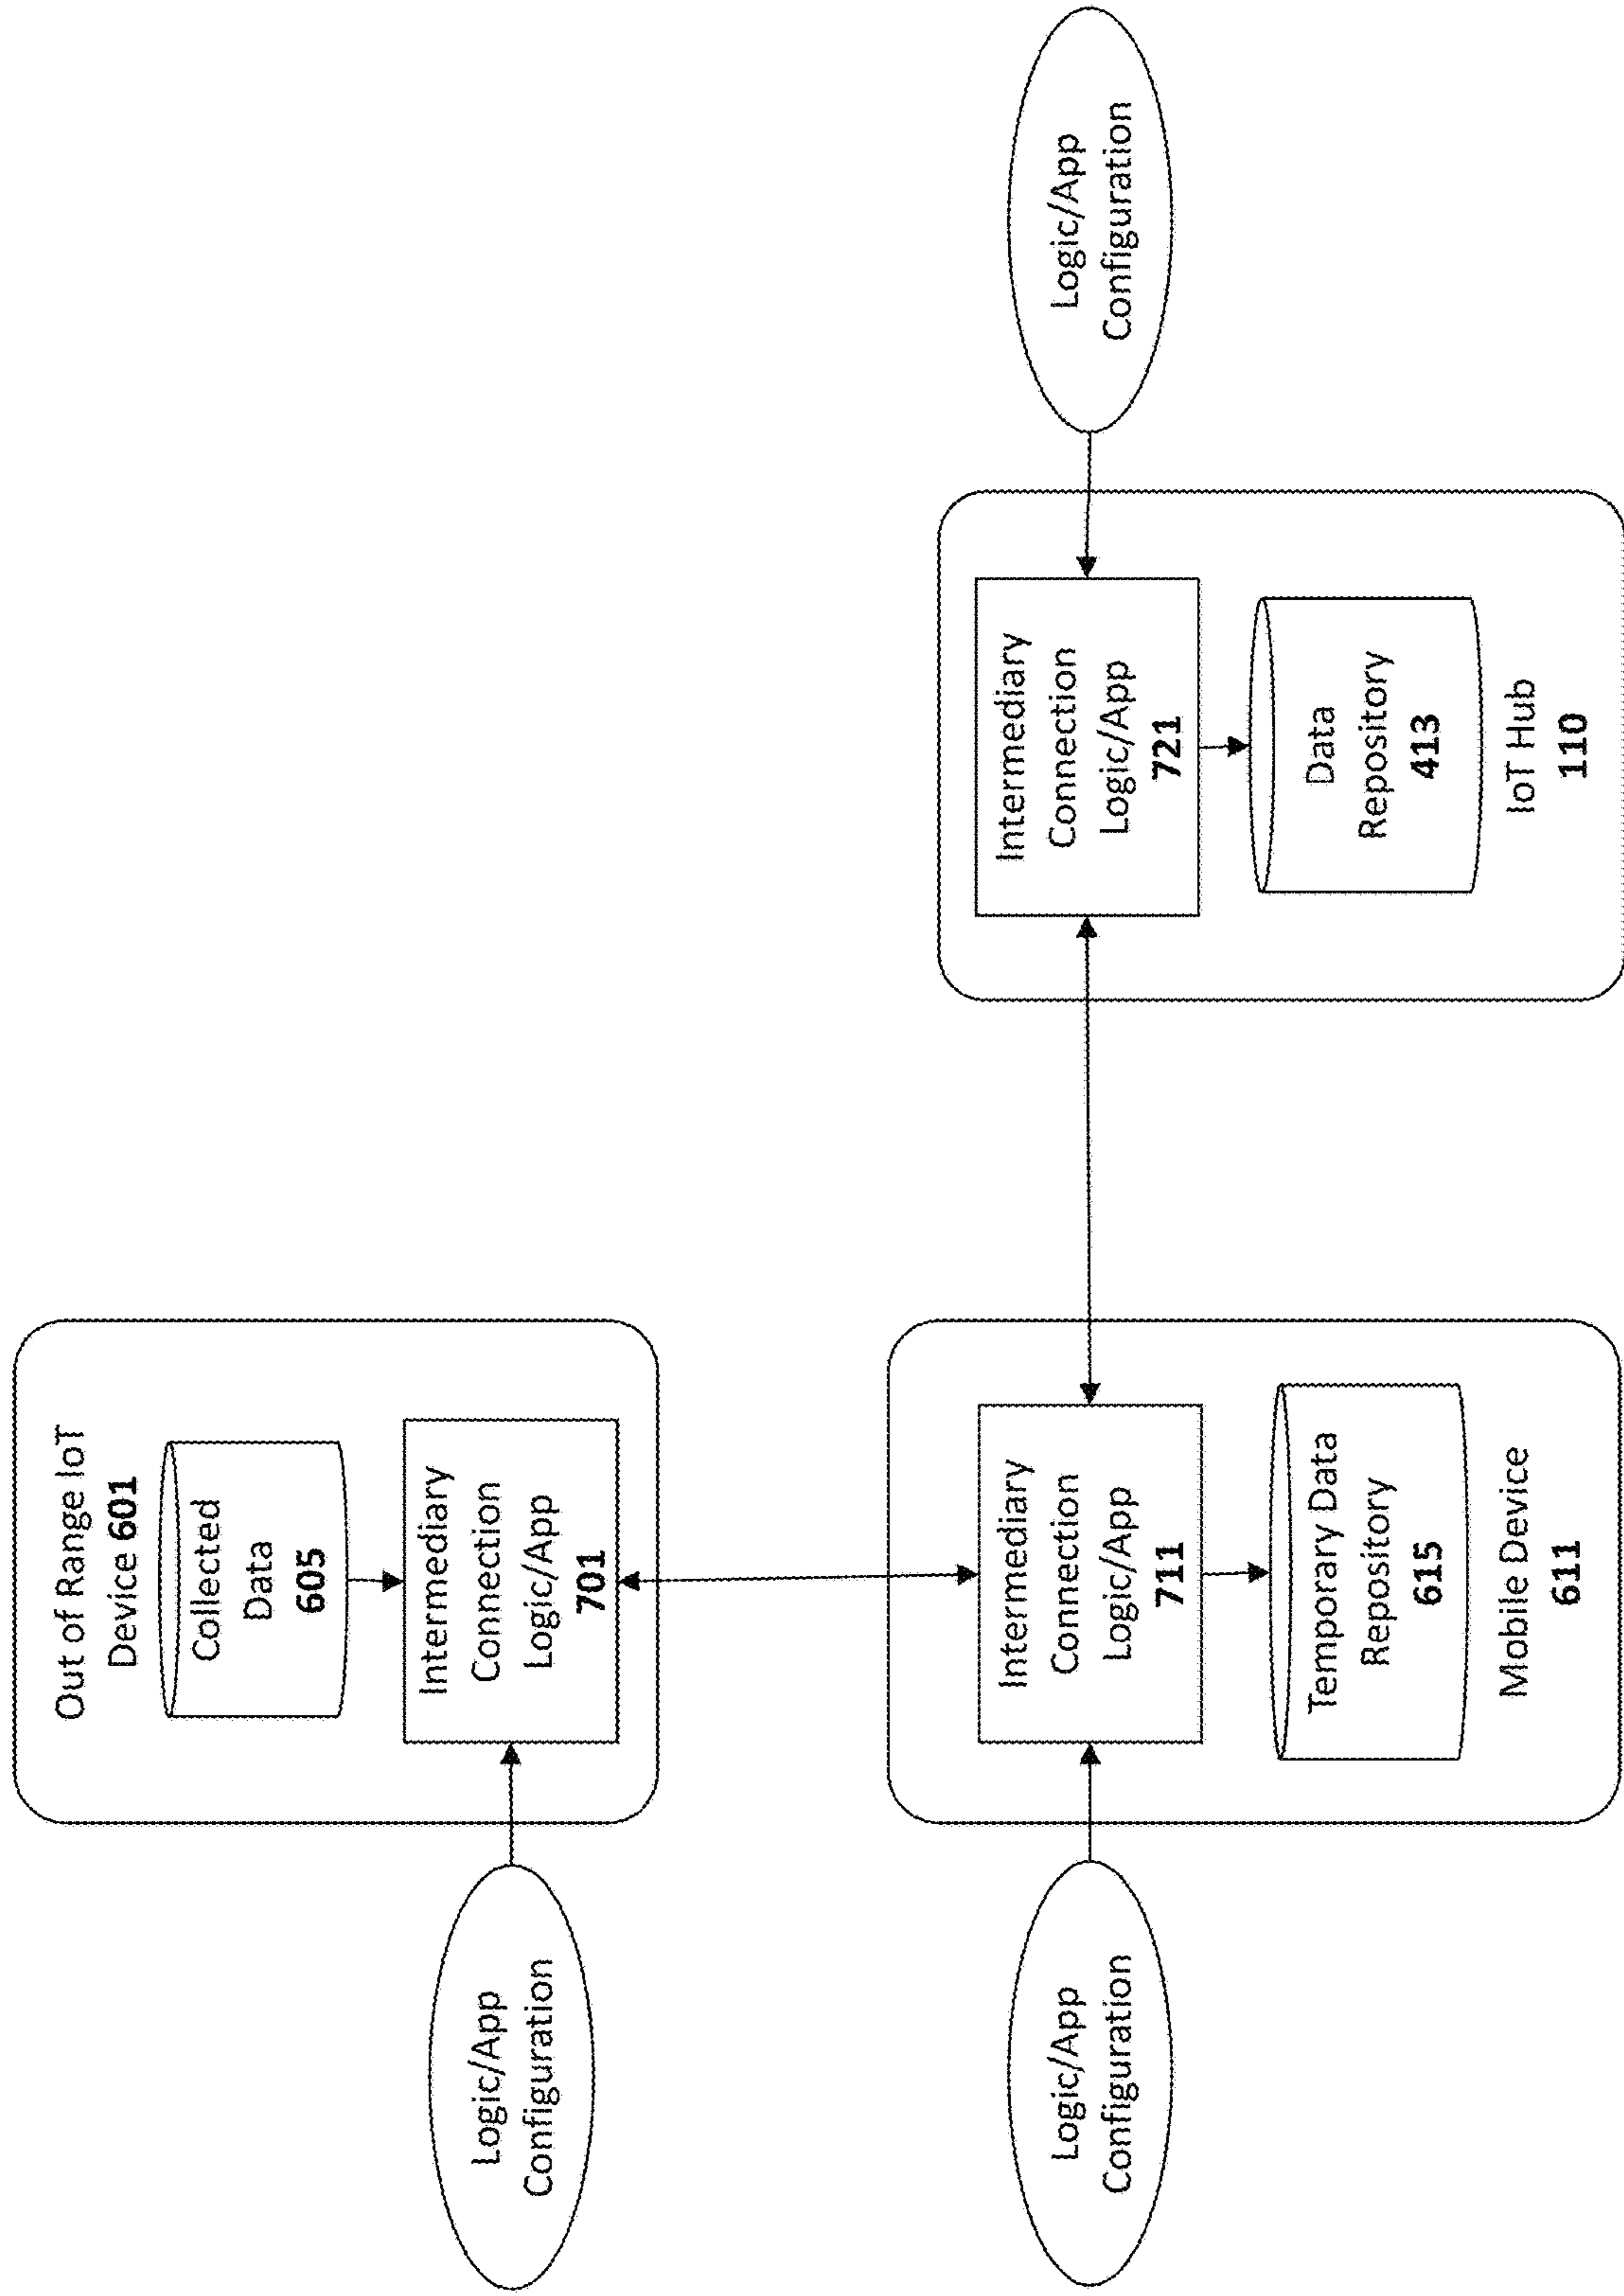 Out of Range IoT
Device 601
Collected
Data
605
Intermediary
Connection
Logic/App
701
Logic/App
Configuration
Logic/App
Configuration
Intermediary
Connection
Logic/App
711
Temporary Data
Repository
615
Mobile Device
611
Intermediary
Connection
Logic/App
721
Data
Repository
413
IoT Hub
110
Logic/App
Configuration